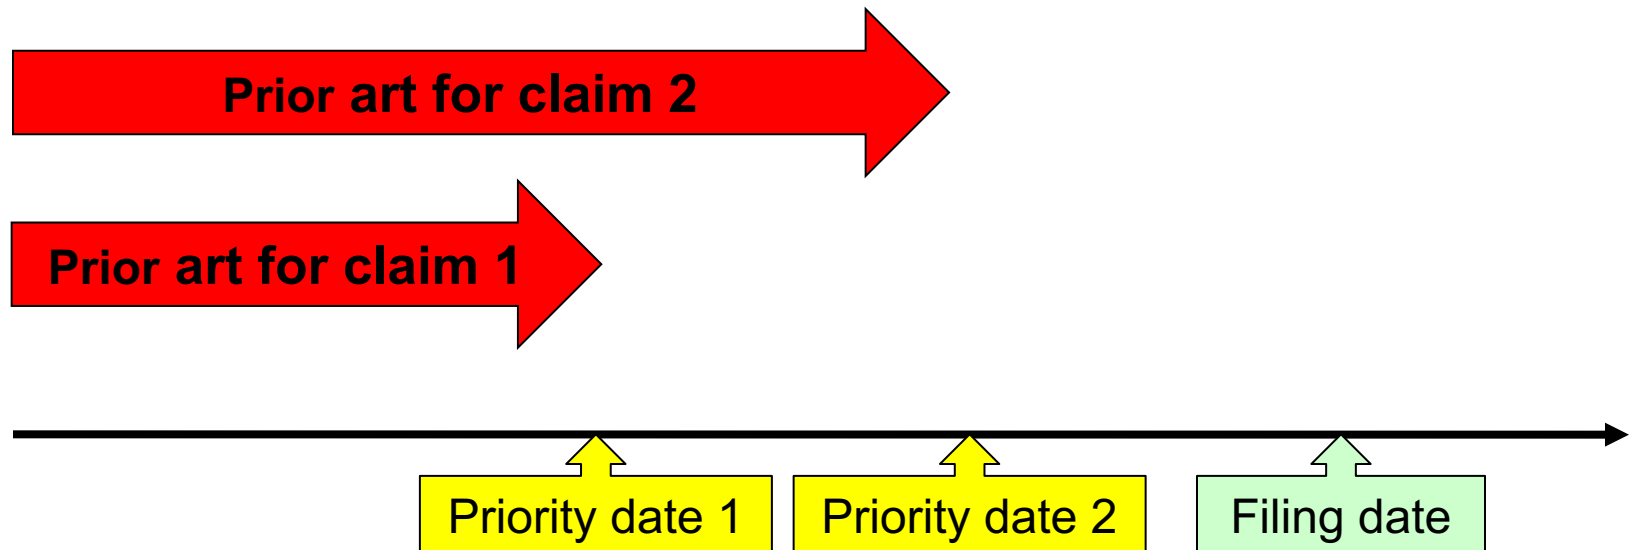 Prior art for claim 2
Prior art for claim 1
Priority date 1
Priority date 2
Filing date